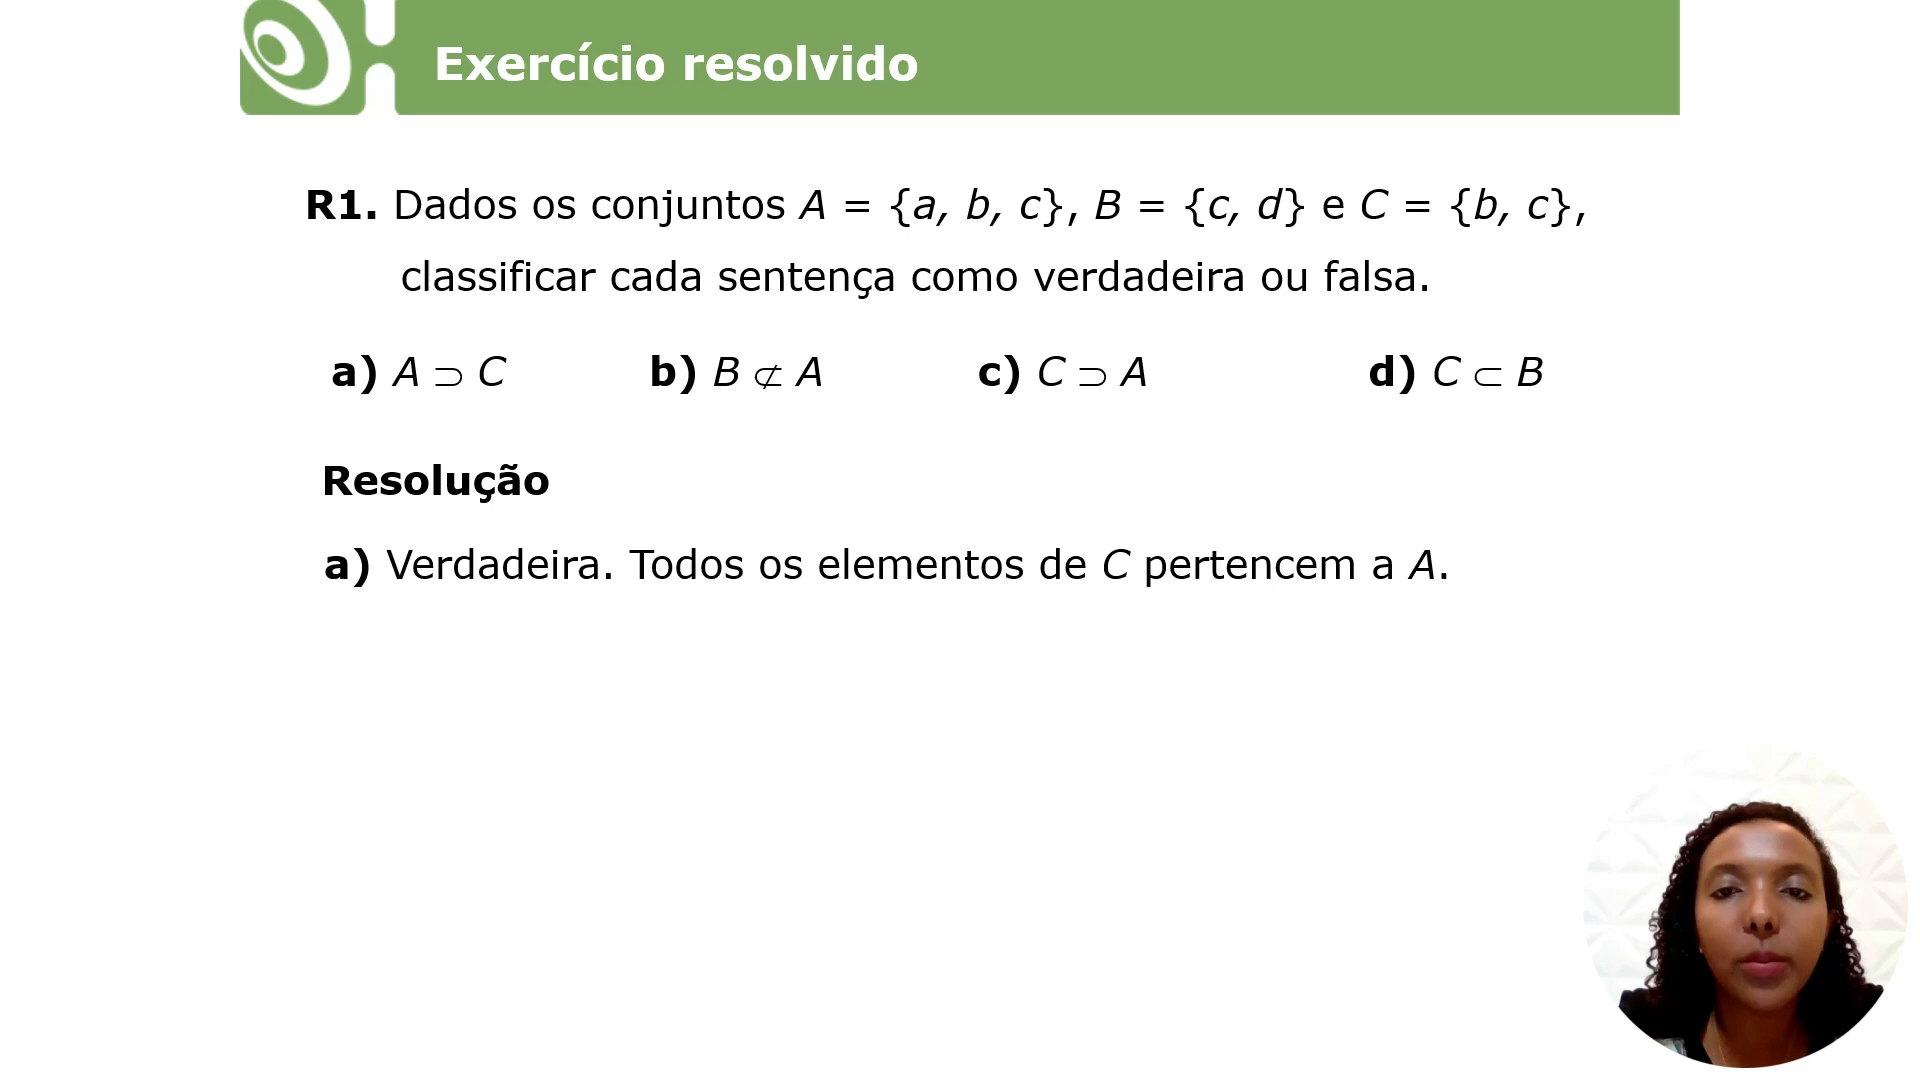 Exercício resolvido
R1. Dados os conjuntos A = {a, b, c}, B = {c, d} e C = {b, c},
classificar cada sentença como verdadeira ou falsa.
a) A ⊃ C b) B ⊄ A c) C ⊃ A d) C ⊂ B
Resolução
a) Verdadeira. Todos os elementos de C pertencem a A.